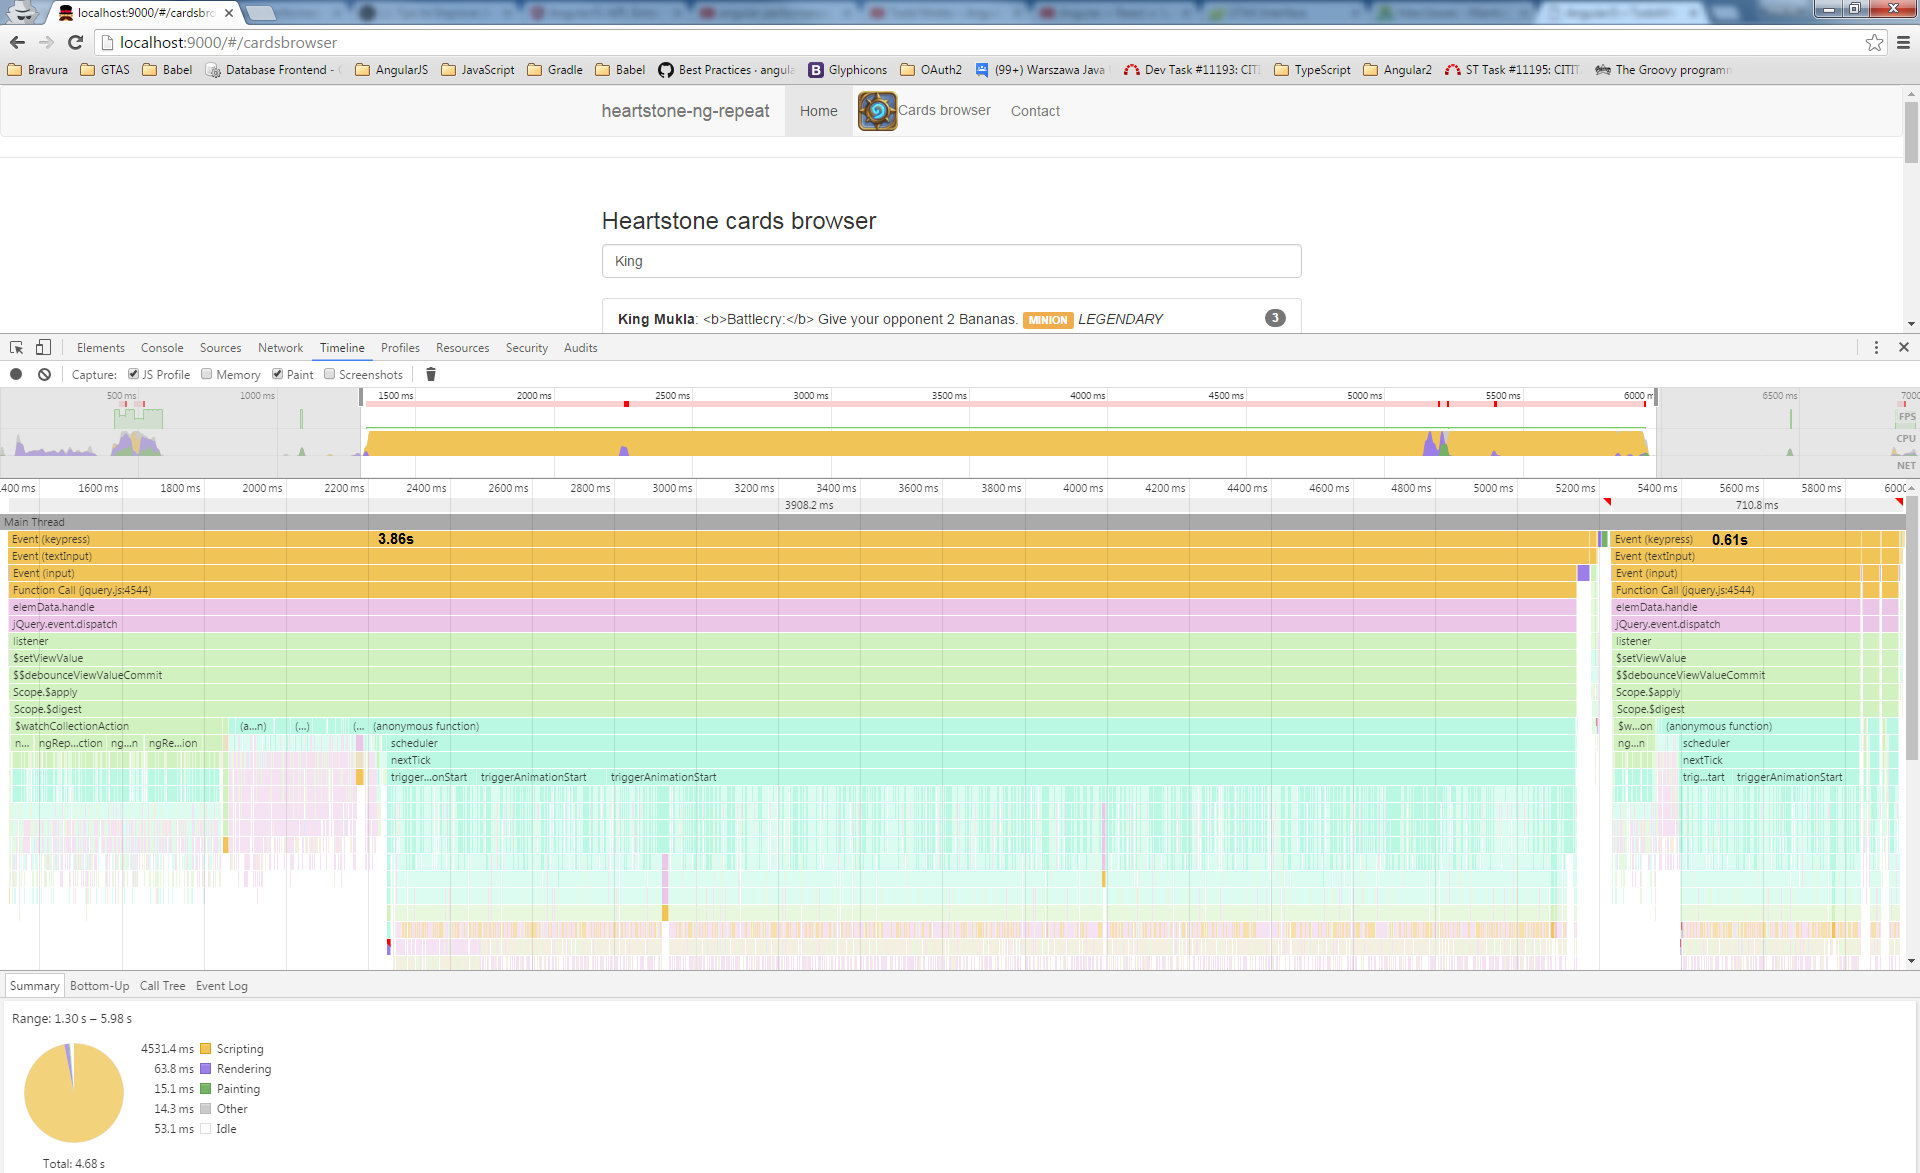 localhost:9000/#/cardsbro
localhost:9000/#/cardsbrowser
Bravura GTAS Babel Database Frontend - AngularJS JavaScript Gradle Babel Best Practices · angula Glyphicons OAuth2 (99+) Warszawa Java Dev Task #11193: CITI TypeScript Angular2 ST Task #11195: CITIT The Groovy programm
heartstone-ng-repeat Home Cards browser Contact
Heartstone cards browser
King
King Mukla: <b>Battlecry:</b> Give your opponent 2 Bananas. MINION LEGENDARY 3
Elements Console Sources Network Timeline Profiles Resources Security Audits
Capture: JS Profile Memory Paint Screenshots
500 ms 1000 ms 1500 ms 2000 ms 2500 ms 3000 ms 3500 ms 4000 ms 4500 ms 5000 ms 5500 ms 6000 m 6500 ms 7000
FPS
CPU
NET
400 ms 1600 ms 1800 ms 2000 ms 2200 ms 2400 ms 2600 ms 2800 ms 3000 ms 3200 ms 3400 ms 3600 ms 3800 ms 4000 ms 4200 ms 4400 ms 4600 ms 4800 ms 5000 ms 5200 ms 5400 ms 5600 ms 5800 ms 6000
3908.2 ms 710.8 ms
Main Thread
Event (keypress) 3.86s Event (keypress) 0.61s
Event (textInput) Event (textInput)
Event (input) Event (input)
Function Call (jquery.js:4544) Function Call (jquery.js:4544)
elemData.handle elemData.handle
jQuery.event.dispatch jQuery.event.dispatch
listener listener
$setViewValue $setViewValue
$$debounceViewValueCommit $$debounceViewValueCommit
Scope.$apply Scope.$apply
Scope.$digest Scope.$digest
$watchCollectionAction (a...n) (...) (... (anonymous function) $w...on (anonymous function)
n... ngRep...ction ng...n ngRe...ion scheduler ng...n scheduler
nextTick nextTick
trigger...onStart triggerAnimationStart triggerAnimationStart trig...tart triggerAnimationStart
Summary Bottom-Up Call Tree Event Log
Range: 1.30 s – 5.98 s
4531.4 ms Scripting
63.8 ms Rendering
15.1 ms Painting
14.3 ms Other
53.1 ms Idle
Total: 4.68 s